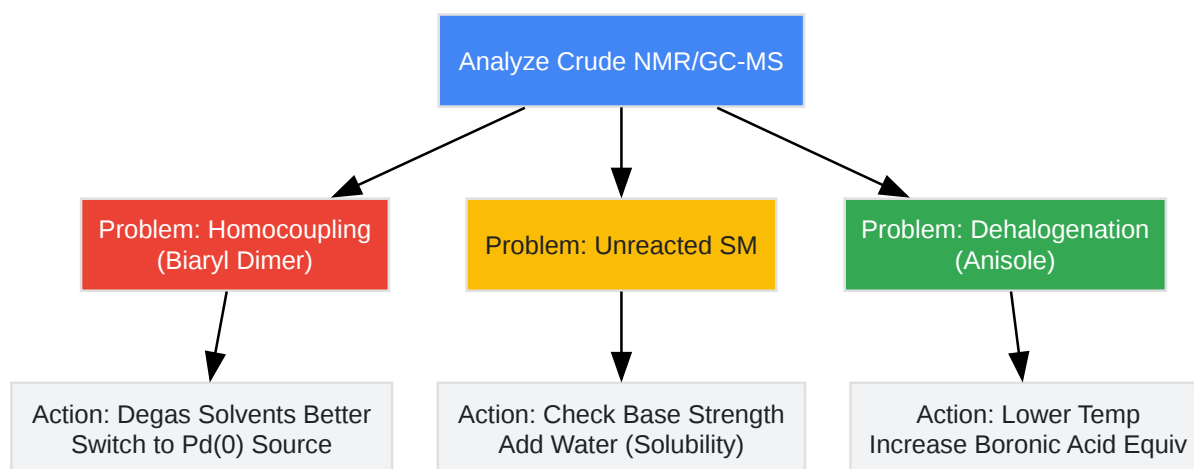 Analyze Crude NMR/GC-MS
Problem: Homocoupling
(Biaryl Dimer)
Problem: Unreacted SM
Problem: Dehalogenation
(Anisole)
Action: Degas Solvents Better
Switch to Pd(0) Source
Action: Check Base Strength
Add Water (Solubility)
Action: Lower Temp
Increase Boronic Acid Equiv